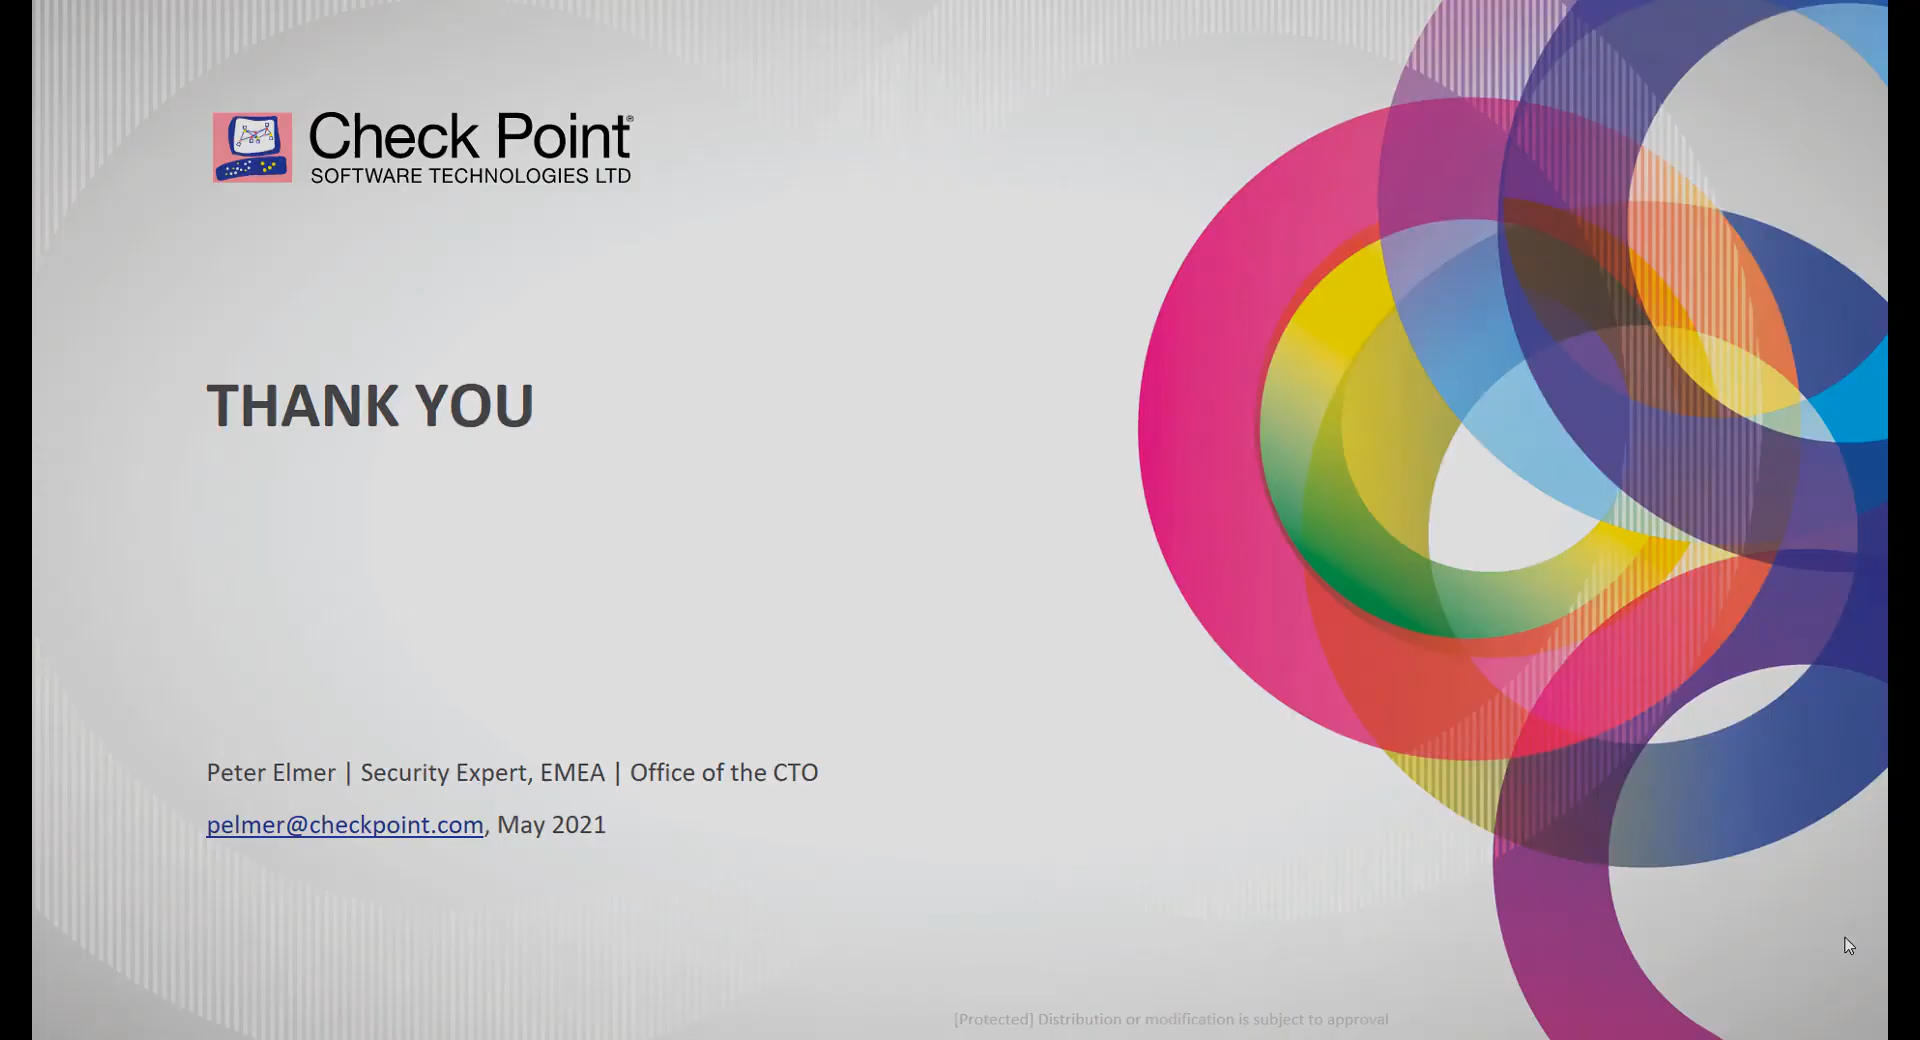 Check Point®
SOFTWARE TECHNOLOGIES LTD
THANK YOU
Peter Elmer | Security Expert, EMEA | Office of the CTO
pelmer@checkpoint.com, May 2021
[Protected] Distribution or modification is subject to approval